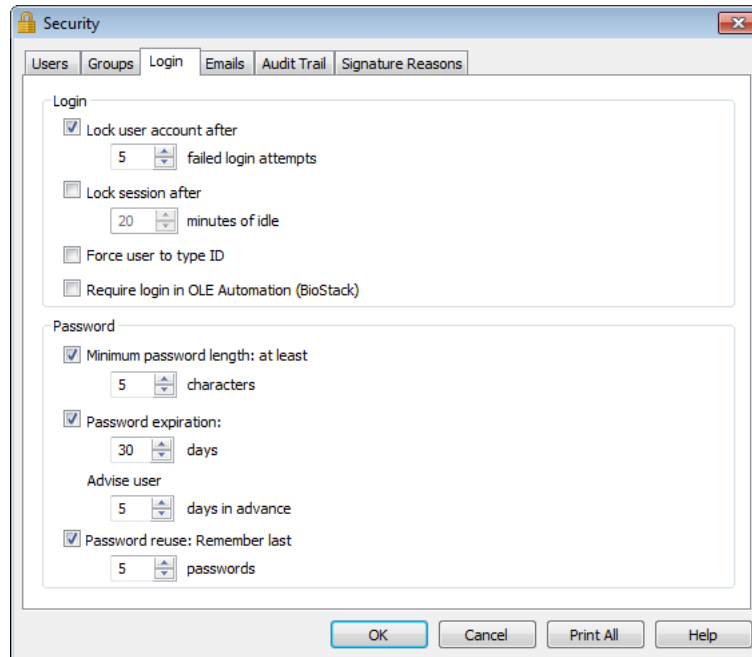 Security
Users Groups Login Emails Audit Trail Signature Reasons
Login
Lock user account after
5 failed login attempts
Lock session after
20 minutes of idle
Force user to type ID
Require login in OLE Automation (BioStack)
Password
Minimum password length: at least
5 characters
Password expiration:
30 days
Advise user
5 days in advance
Password reuse: Remember last
5 passwords
OK Cancel Print All Help